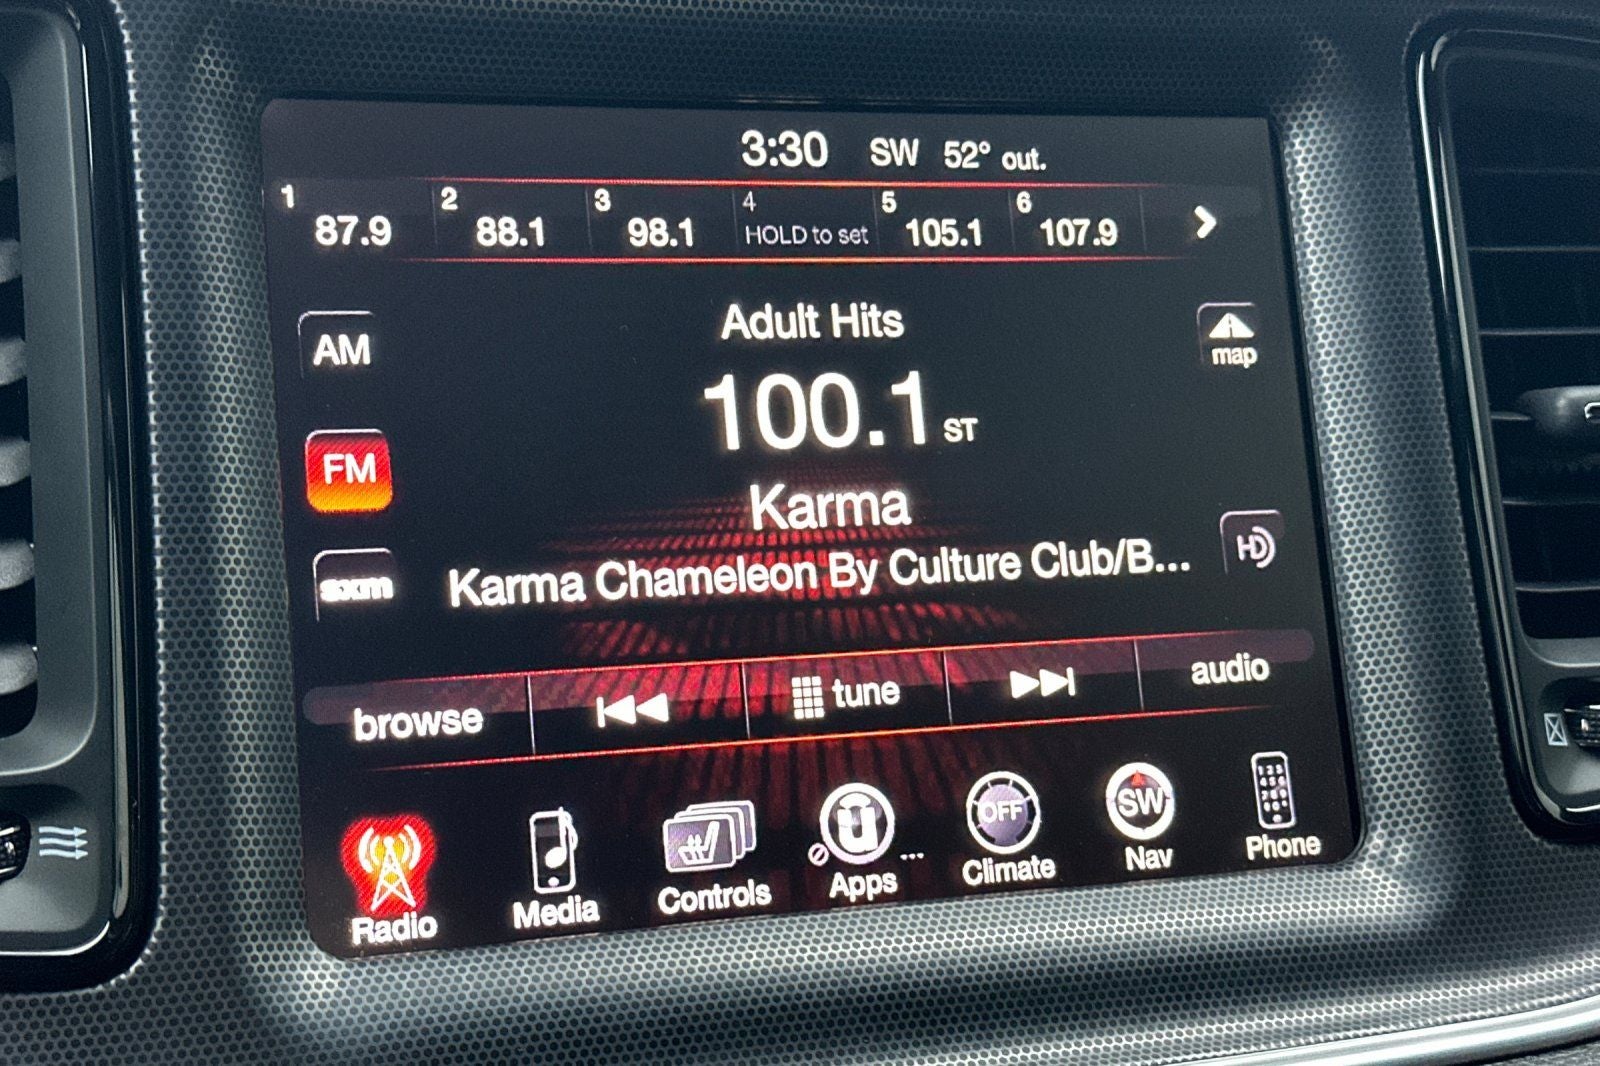 3:30 SW 52° out.
1 2 3 4 5 6
87.9 88.1 98.1 HOLD to set 105.1 107.9
Adult Hits
AM
map
100.1 ST
FM
Karma
HD
Karma Chameleon By Culture Club/B...
sxm
browse tune audio
OFF
SW
Radio Media Controls Apps ... Climate Nav Phone